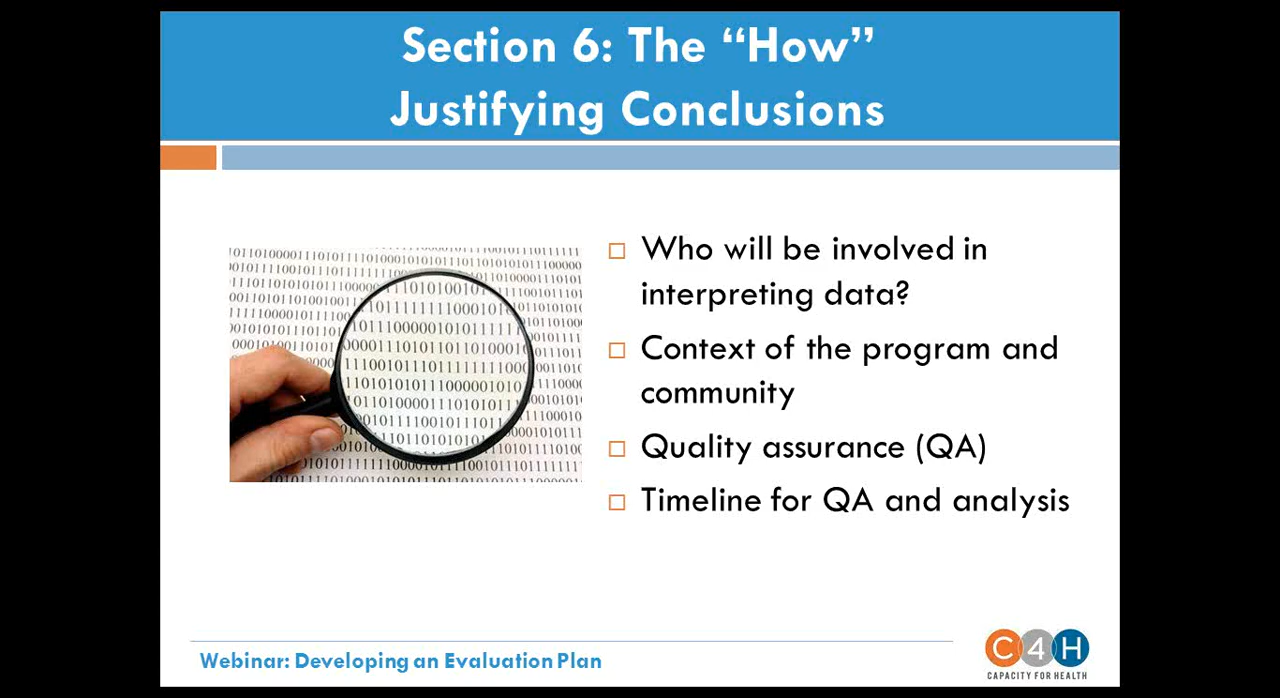 Section 6: The “How”
Justifying Conclusions
Who will be involved in
interpreting data?
Context of the program and
community
Quality assurance (QA)
Timeline for QA and analysis
Webinar: Developing an Evaluation Plan
C4H
CAPACITY FOR HEALTH